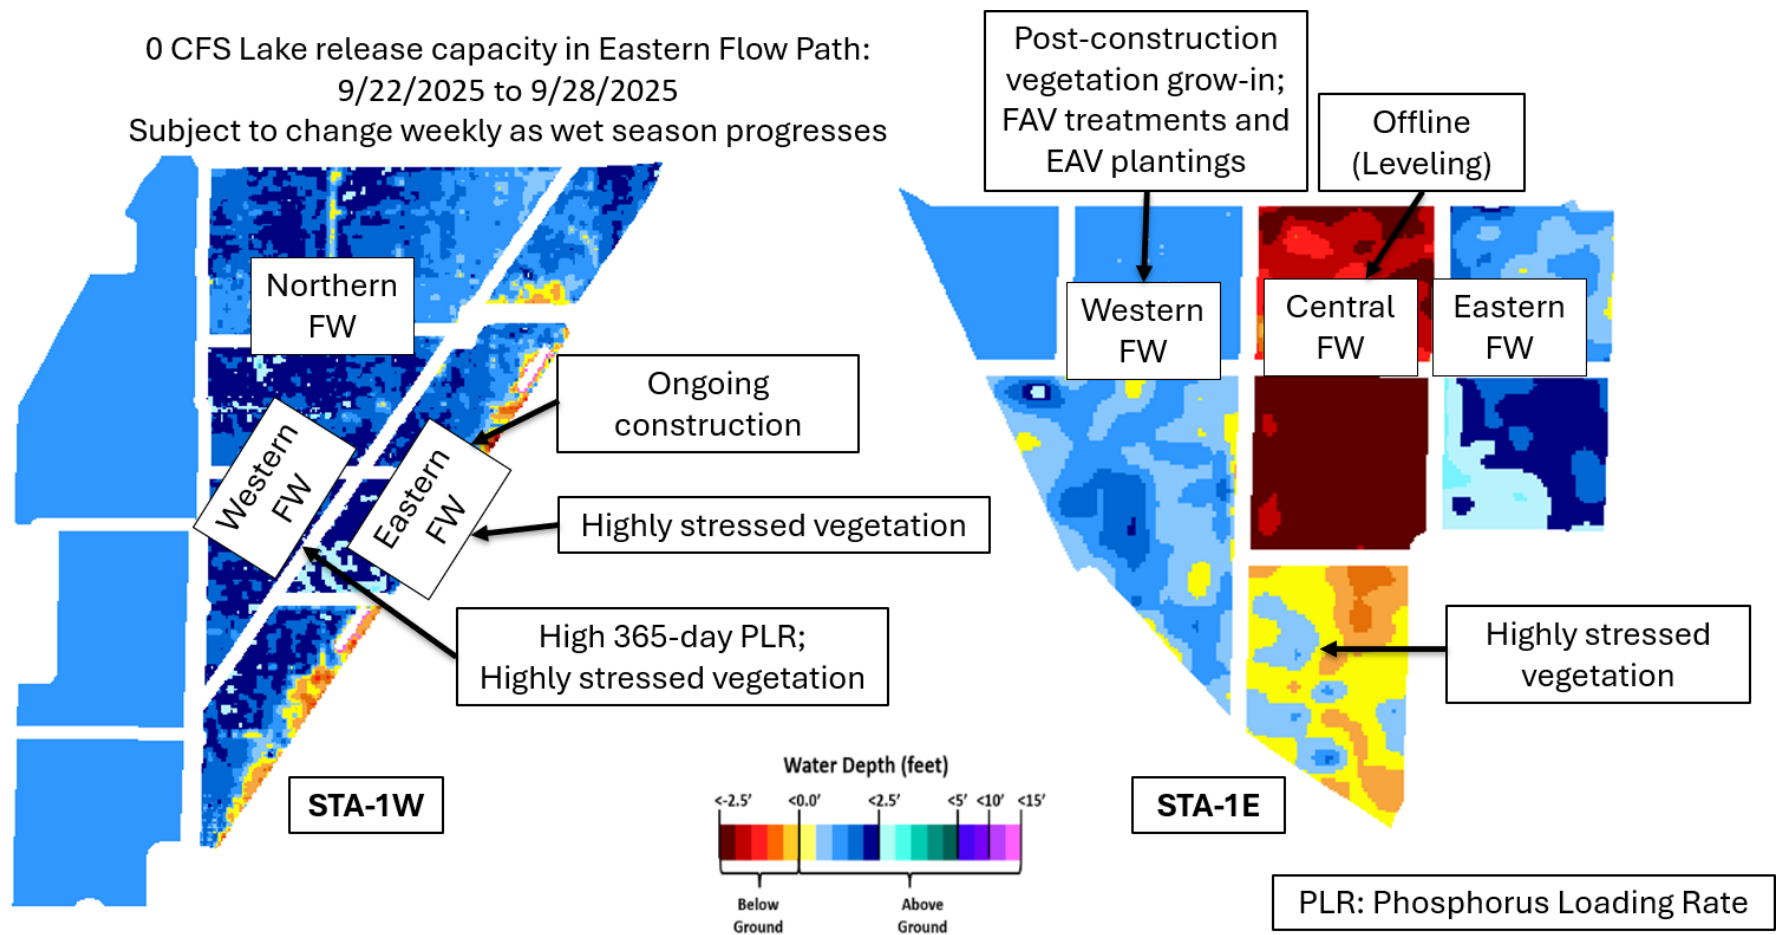 0 CFS Lake release capacity in Eastern Flow Path:
9/22/2025 to 9/28/2025
Subject to change weekly as wet season progresses
Post-construction
vegetation grow-in;
FAV treatments and
EAV plantings
Offline
(Leveling)
Northern
FW
Western
FW
Central
FW
Eastern
FW
Ongoing
construction
Western
FW
Eastern
FW
Highly stressed vegetation
High 365-day PLR;
Highly stressed vegetation
Highly stressed
vegetation
STA-1W
Water Depth (feet)
<-2.5' <0.0' <2.5' <5' <10' <15'
Below
Ground
Above
Ground
STA-1E
PLR: Phosphorus Loading Rate